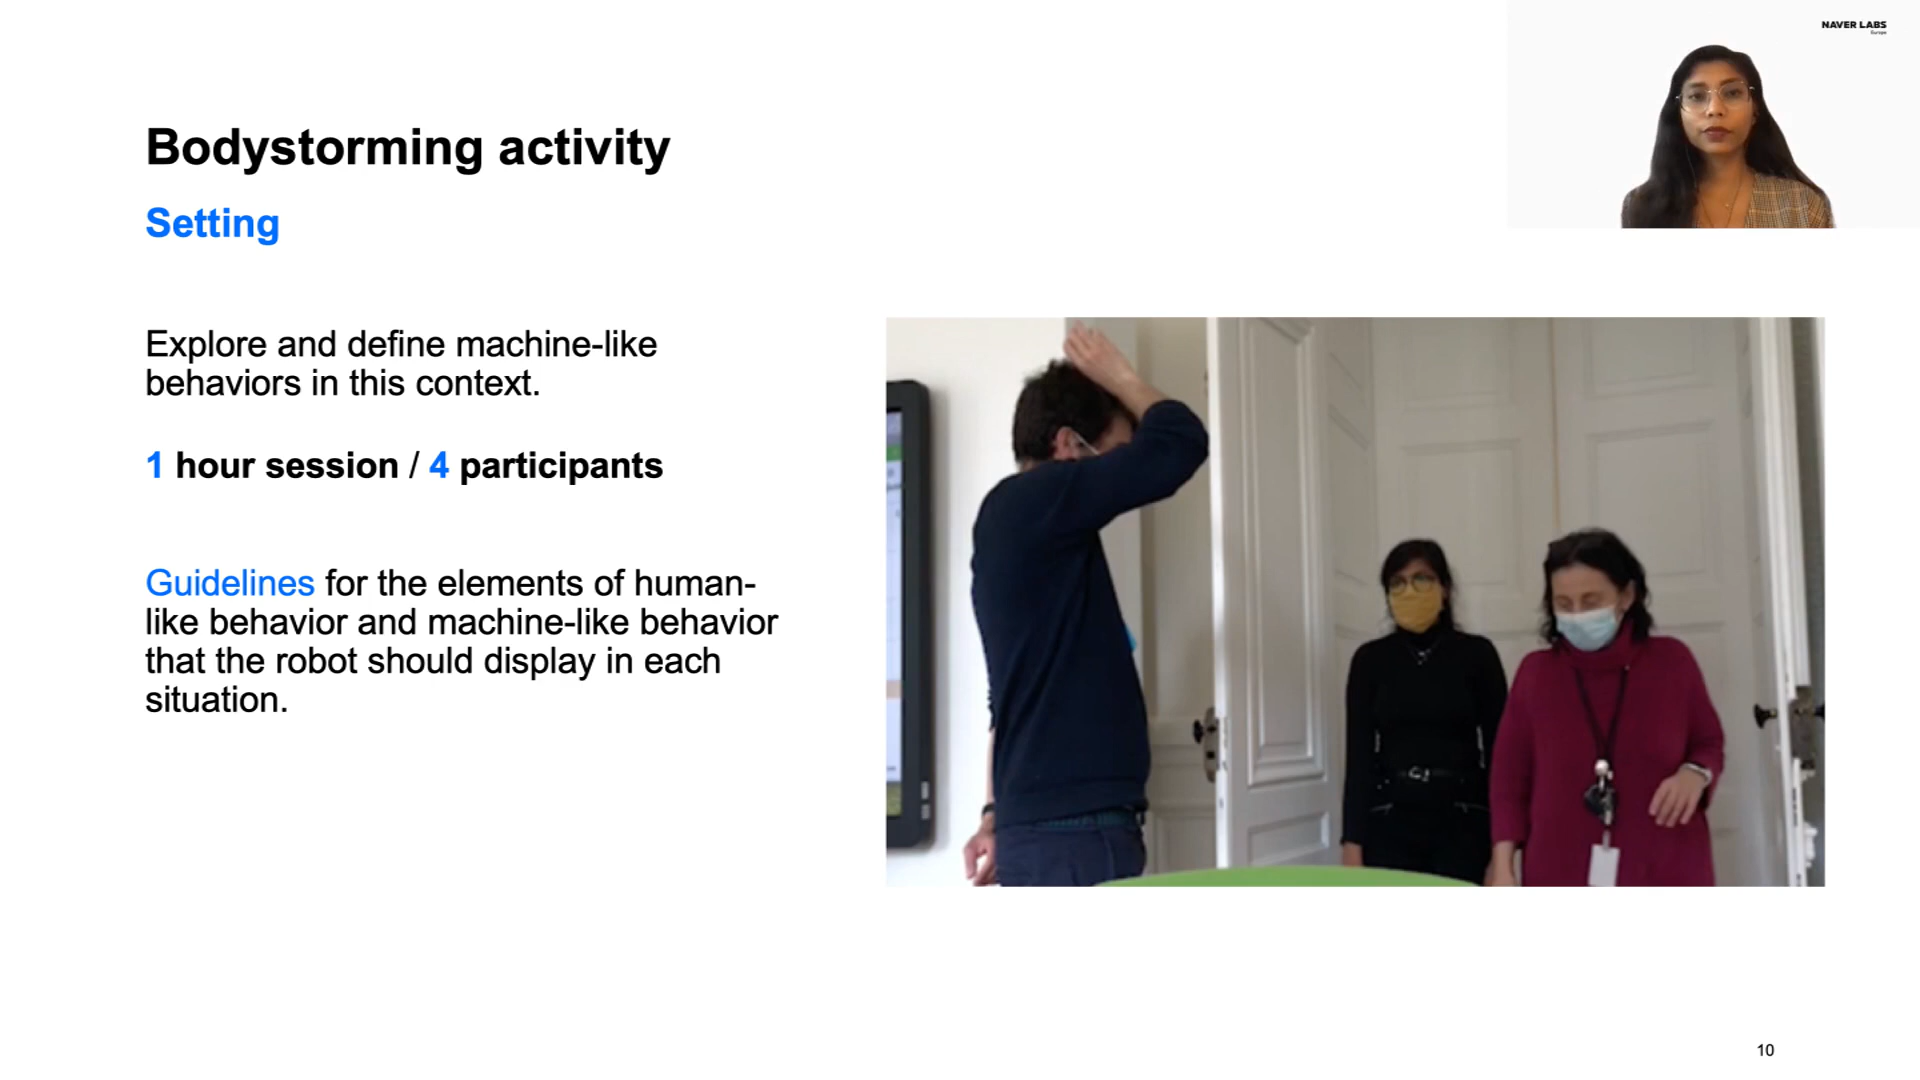 NAVER LABS
Europe
Bodystorming activity
Setting
Explore and define machine-like
behaviors in this context.
1 hour session / 4 participants
Guidelines for the elements of human-
like behavior and machine-like behavior
that the robot should display in each
situation.
10